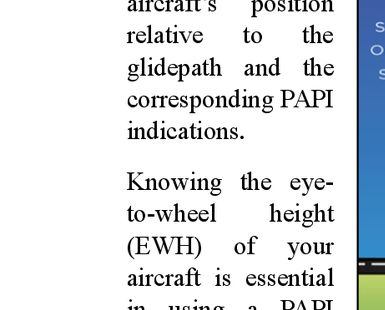 aircraft's position
relative to the
glidepath and the
corresponding PAPI
indications.
Knowing the eye-
to-wheel height
(EWH) of your
aircraft is essential
in using a PAPI